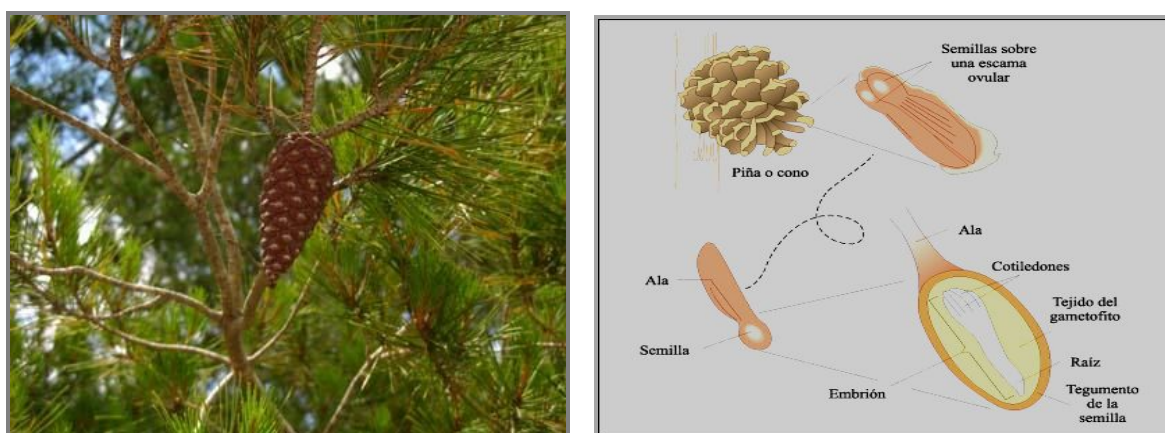 Semillas sobre
una escama
ovular
Piña o cono
Ala
Cotiledones
Ala
Tejido del
gametofito
Semilla
Raíz
Embrión
Tegumento
de la
semilla